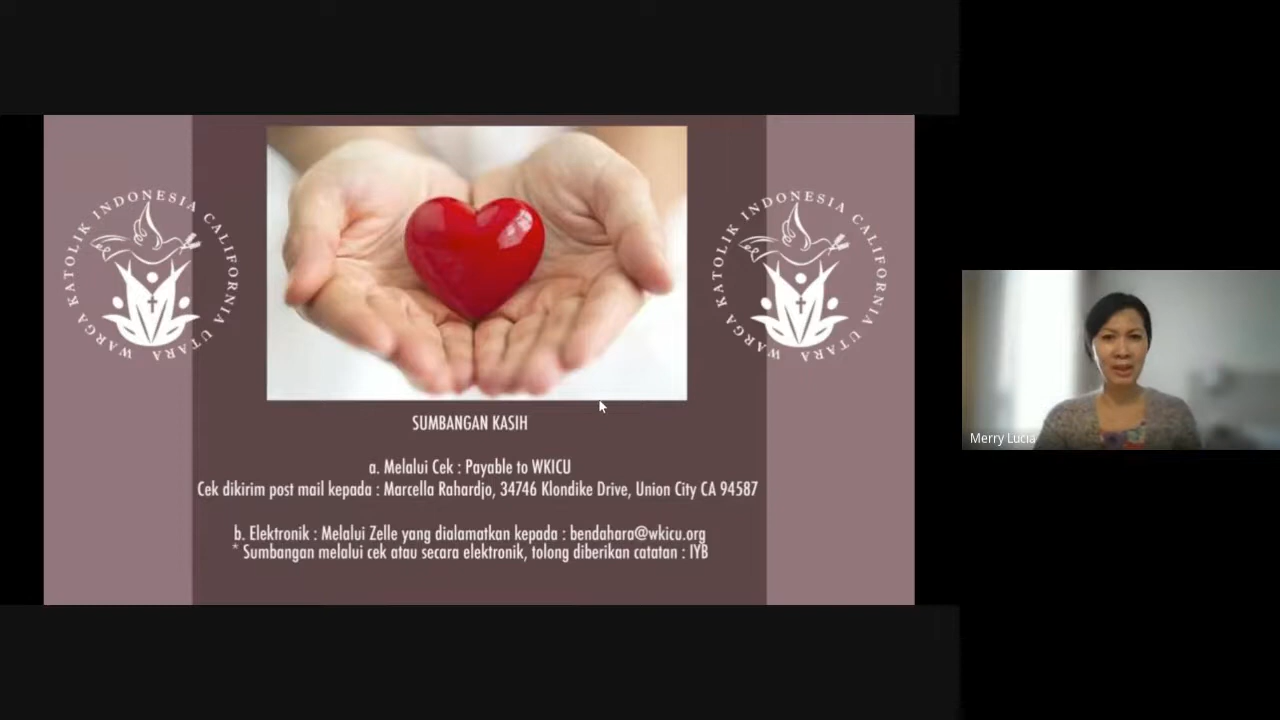 WARGA KATOLIK INDONESIA CALIFORNIA UTARA
WARGA KATOLIK INDONESIA CALIFORNIA UTARA
SUMBANGAN KASIH
a. Melalui Cek : Payable to WKICU
Cek dikirim post mail kepada : Marcella Rahardjo, 34746 Klondike Drive, Union City CA 94587
b. Elektronik : Melalui Zelle yang dialamatkan kepada : bendahara@wkicu.org
* Sumbangan melalui cek atau secara elektronik, tolong diberikan catatan : IYB
Merry Lucia